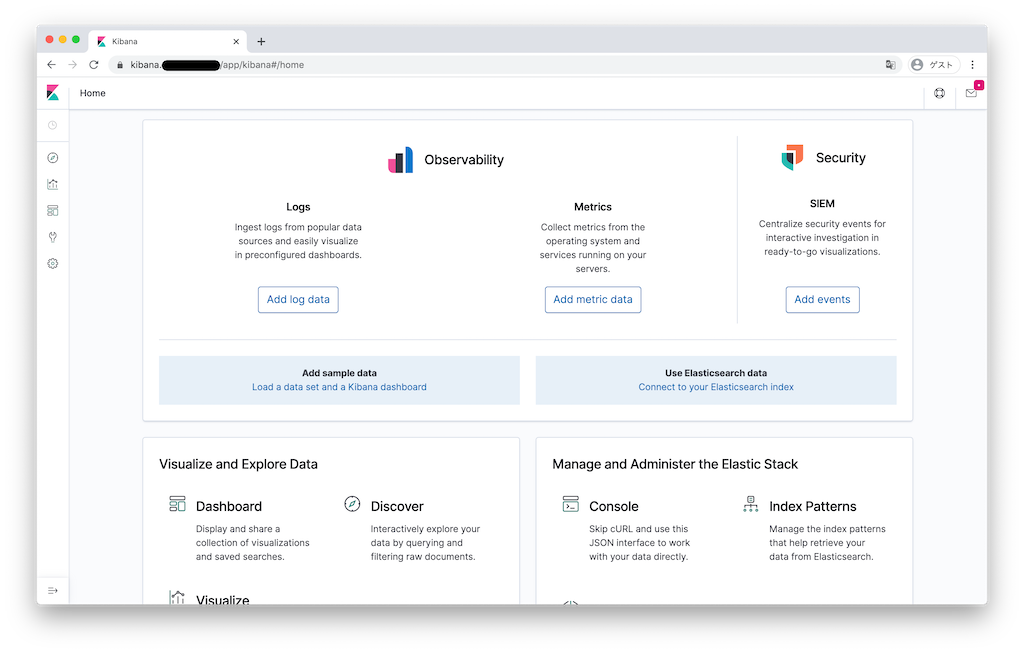 Kibana
kibana. /app/kibana#/home
ゲスト
Home
Observability
Security
Logs
Ingest logs from popular data
sources and easily visualize
in preconfigured dashboards.
Add log data
Metrics
Collect metrics from the
operating system and
services running on your
servers.
Add metric data
SIEM
Centralize security events for
interactive investigation in
ready-to-go visualizations.
Add events
Add sample data
Load a data set and a Kibana dashboard
Use Elasticsearch data
Connect to your Elasticsearch index
Visualize and Explore Data
Dashboard
Display and share a
collection of visualizations
and saved searches.
Discover
Interactively explore your
data by querying and
filtering raw documents.
Visualize
Manage and Administer the Elastic Stack
Console
Skip cURL and use this
JSON interface to work
with your data directly.
Index Patterns
Manage the index patterns
that help retrieve your
data from Elasticsearch.